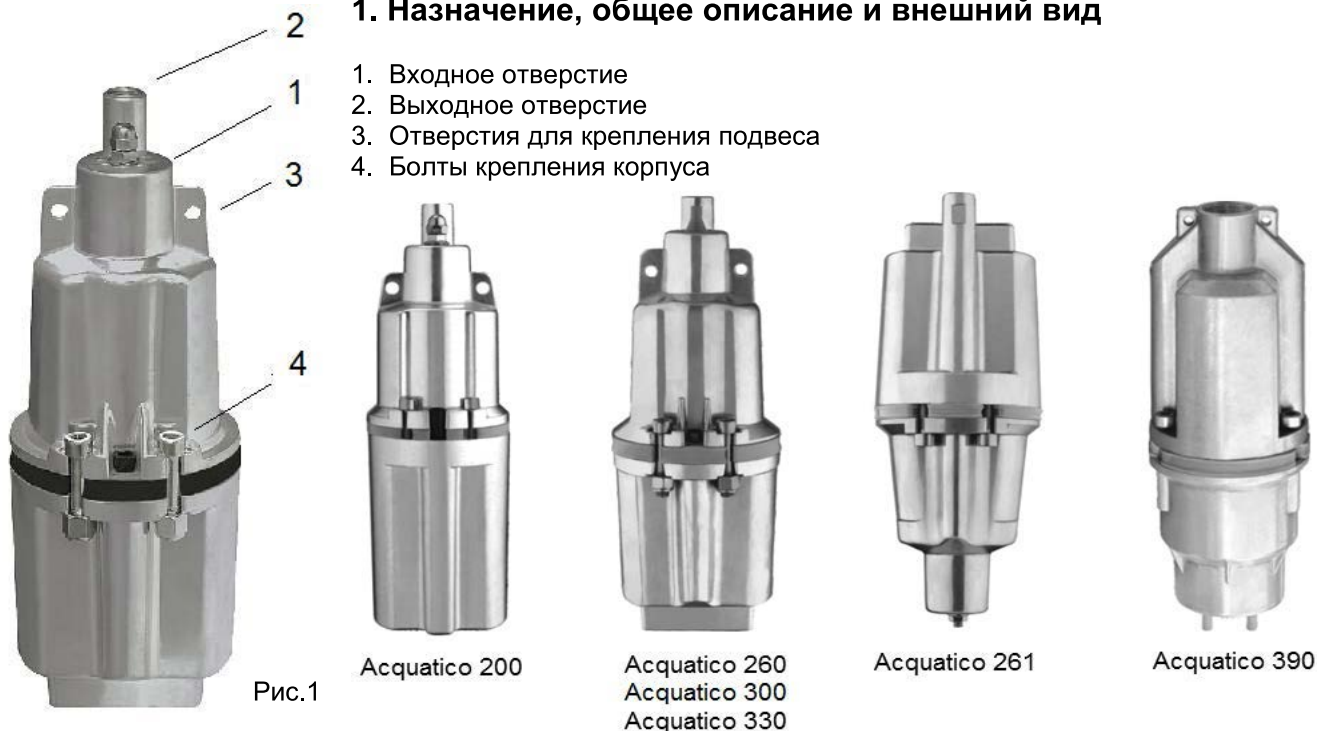 1. Назначение, общее описание и внешний вид
2
1
3
4
1. Входное отверстие
2. Выходное отверстие
3. Отверстия для крепления подвеса
4. Болты крепления корпуса
Рис.1
Acquatico 200
Acquatico 260
Acquatico 300
Acquatico 330
Acquatico 261
Acquatico 390